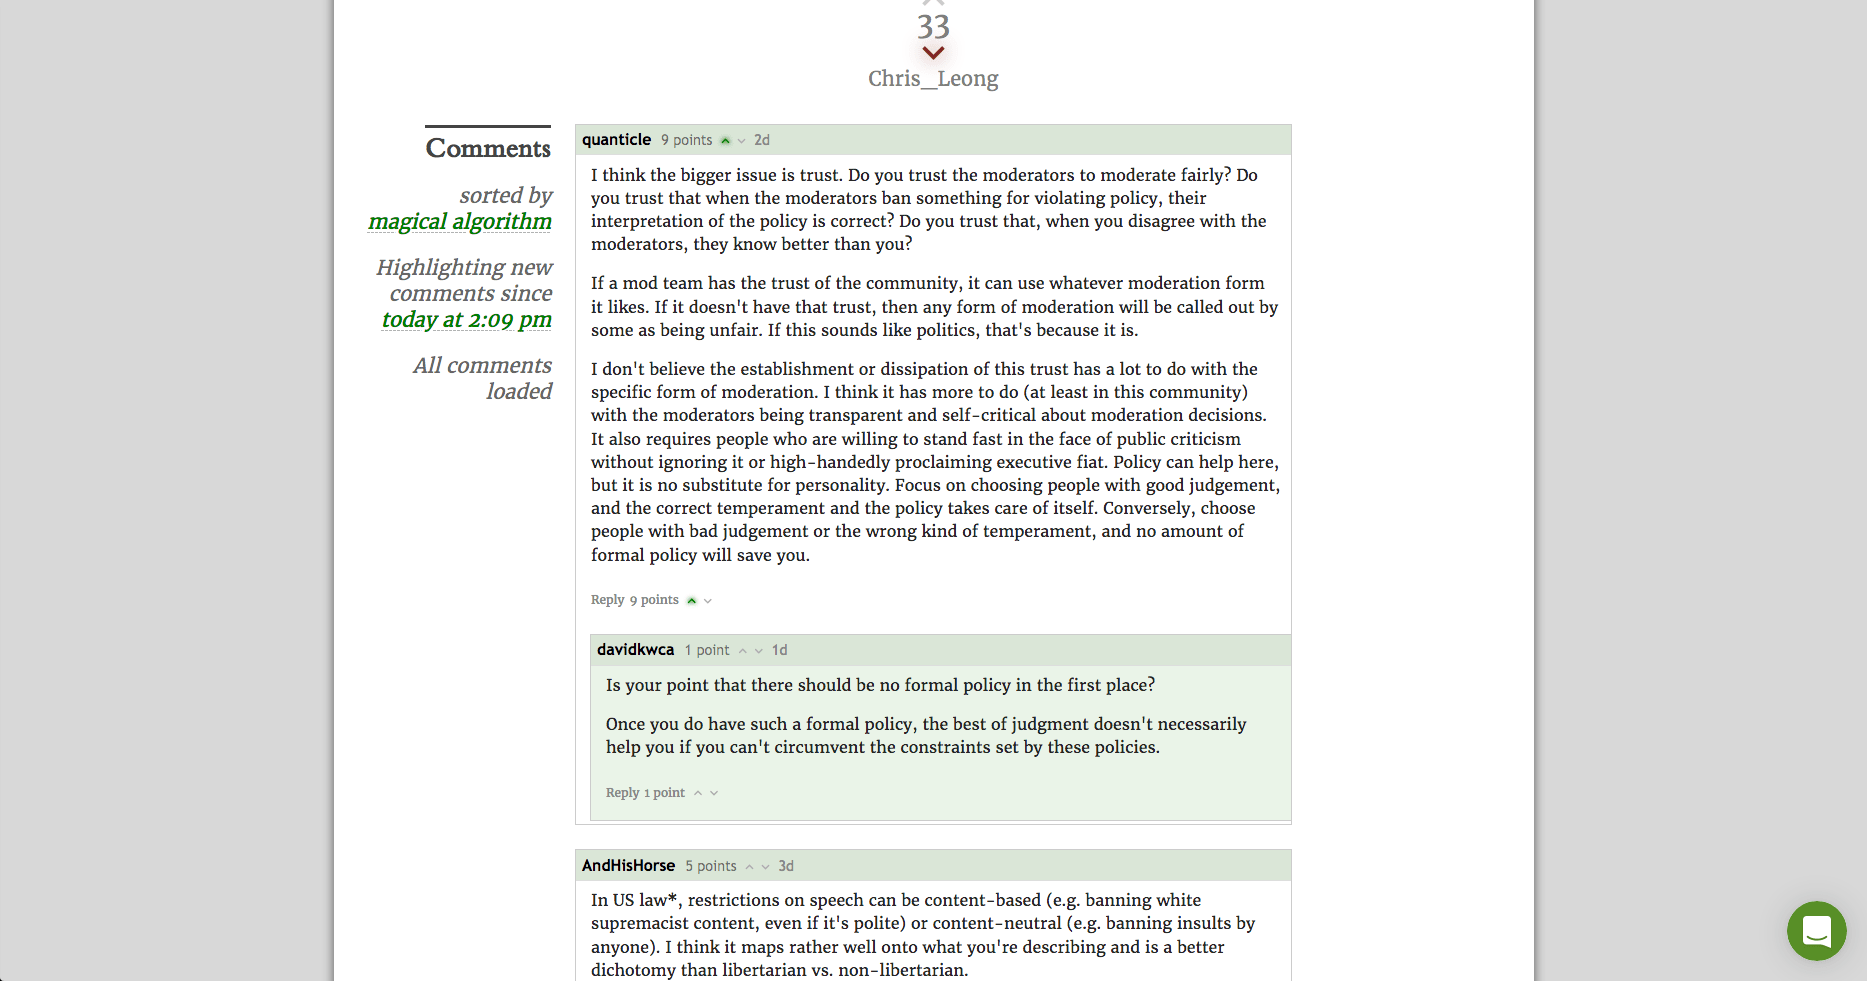 33
Chris_Leong
Comments
sorted by
magical algorithm
Highlighting new
comments since
today at 2:09 pm
All comments
loaded
quanticle 9 points 2d
I think the bigger issue is trust. Do you trust the moderators to moderate fairly? Do
you trust that when the moderators ban something for violating policy, their
interpretation of the policy is correct? Do you trust that, when you disagree with the
moderators, they know better than you?
If a mod team has the trust of the community, it can use whatever moderation form
it likes. If it doesn't have that trust, then any form of moderation will be called out by
some as being unfair. If this sounds like politics, that's because it is.
I don't believe the establishment or dissipation of this trust has a lot to do with the
specific form of moderation. I think it has more to do (at least in this community)
with the moderators being transparent and self-critical about moderation decisions.
It also requires people who are willing to stand fast in the face of public criticism
without ignoring it or high-handedly proclaiming executive fiat. Policy can help here,
but it is no substitute for personality. Focus on choosing people with good judgement,
and the correct temperament and the policy takes care of itself. Conversely, choose
people with bad judgement or the wrong kind of temperament, and no amount of
formal policy will save you.
Reply 9 points
davidkwca 1 point 1d
Is your point that there should be no formal policy in the first place?
Once you do have such a formal policy, the best of judgment doesn't necessarily
help you if you can't circumvent the constraints set by these policies.
Reply 1 point
AndHisHorse 5 points 3d
In US law*, restrictions on speech can be content-based (e.g. banning white
supremacist content, even if it's polite) or content-neutral (e.g. banning insults by
anyone). I think it maps rather well onto what you're describing and is a better
dichotomy than libertarian vs. non-libertarian.